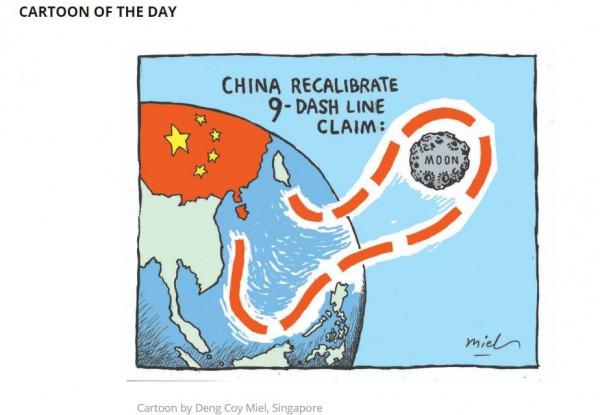 CARTOON OF THE DAY
CHINA RECALIBRATE
9-DASH LINE
CLAIM:
MOON
miel
Cartoon by Deng Coy Miel, Singapore